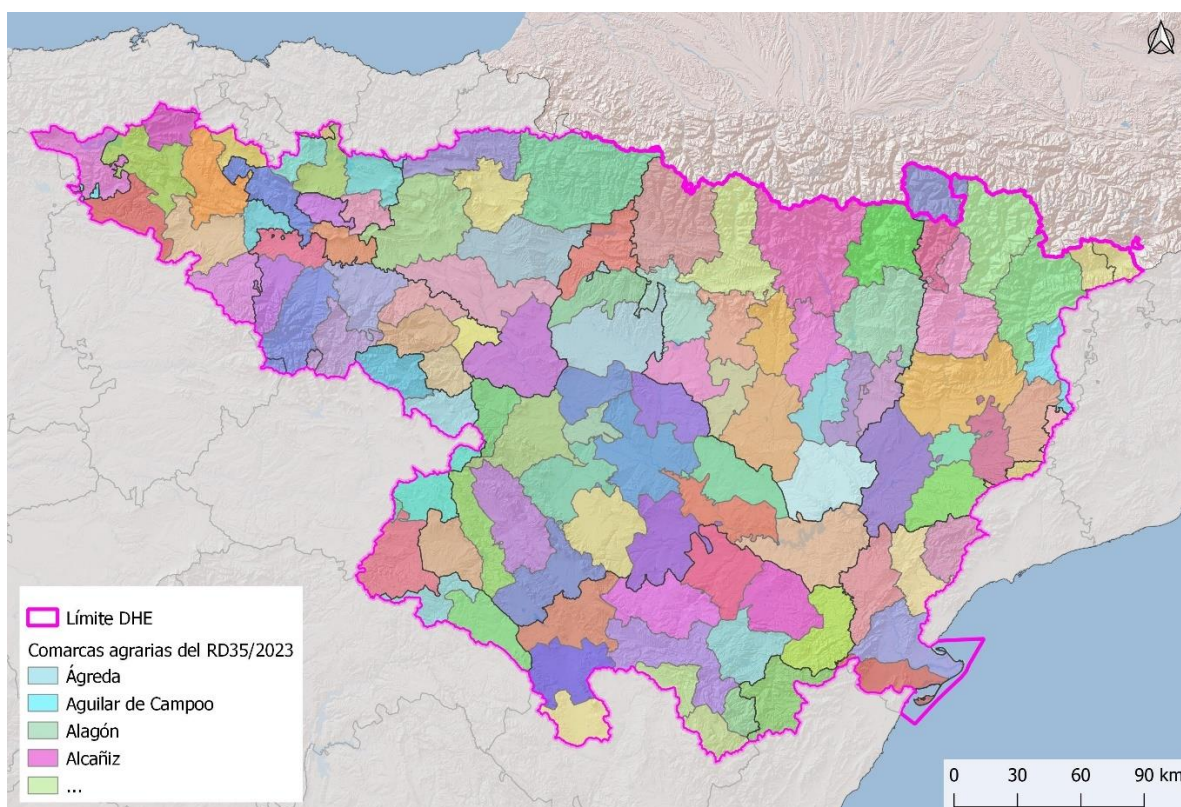 Límite DHE
Comarcas agrarias del RD35/2023
Ágreda
Aguilar de Campoo
Alagón
Alcañiz
...
0 30 60 90 km